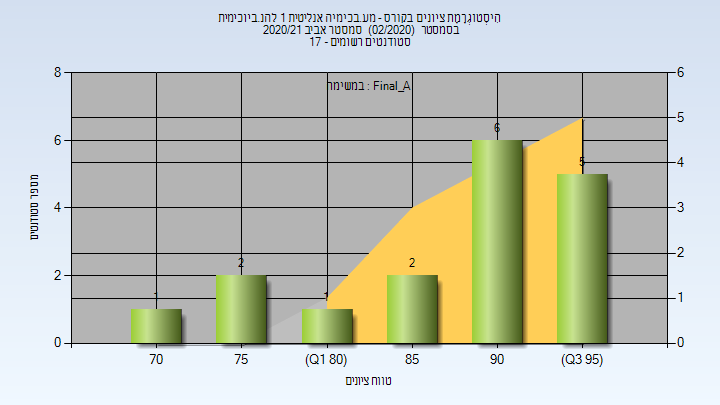 היסטוגרמת ציונים בקורס - מע.בכימיה אנליטית 1 להנ.ביוכימית
בסמסטר (02/2020) סמסטר אביב 2020/21
סטודנטים רשומים - 17
במשימה : Final_A
מספר סטודנטים
8
6
4
2
0
6
5
4
3
2
1
0
1
2
1
2
6
5
70
75
(Q1 80)
85
90
(Q3 95)
טווח ציונים